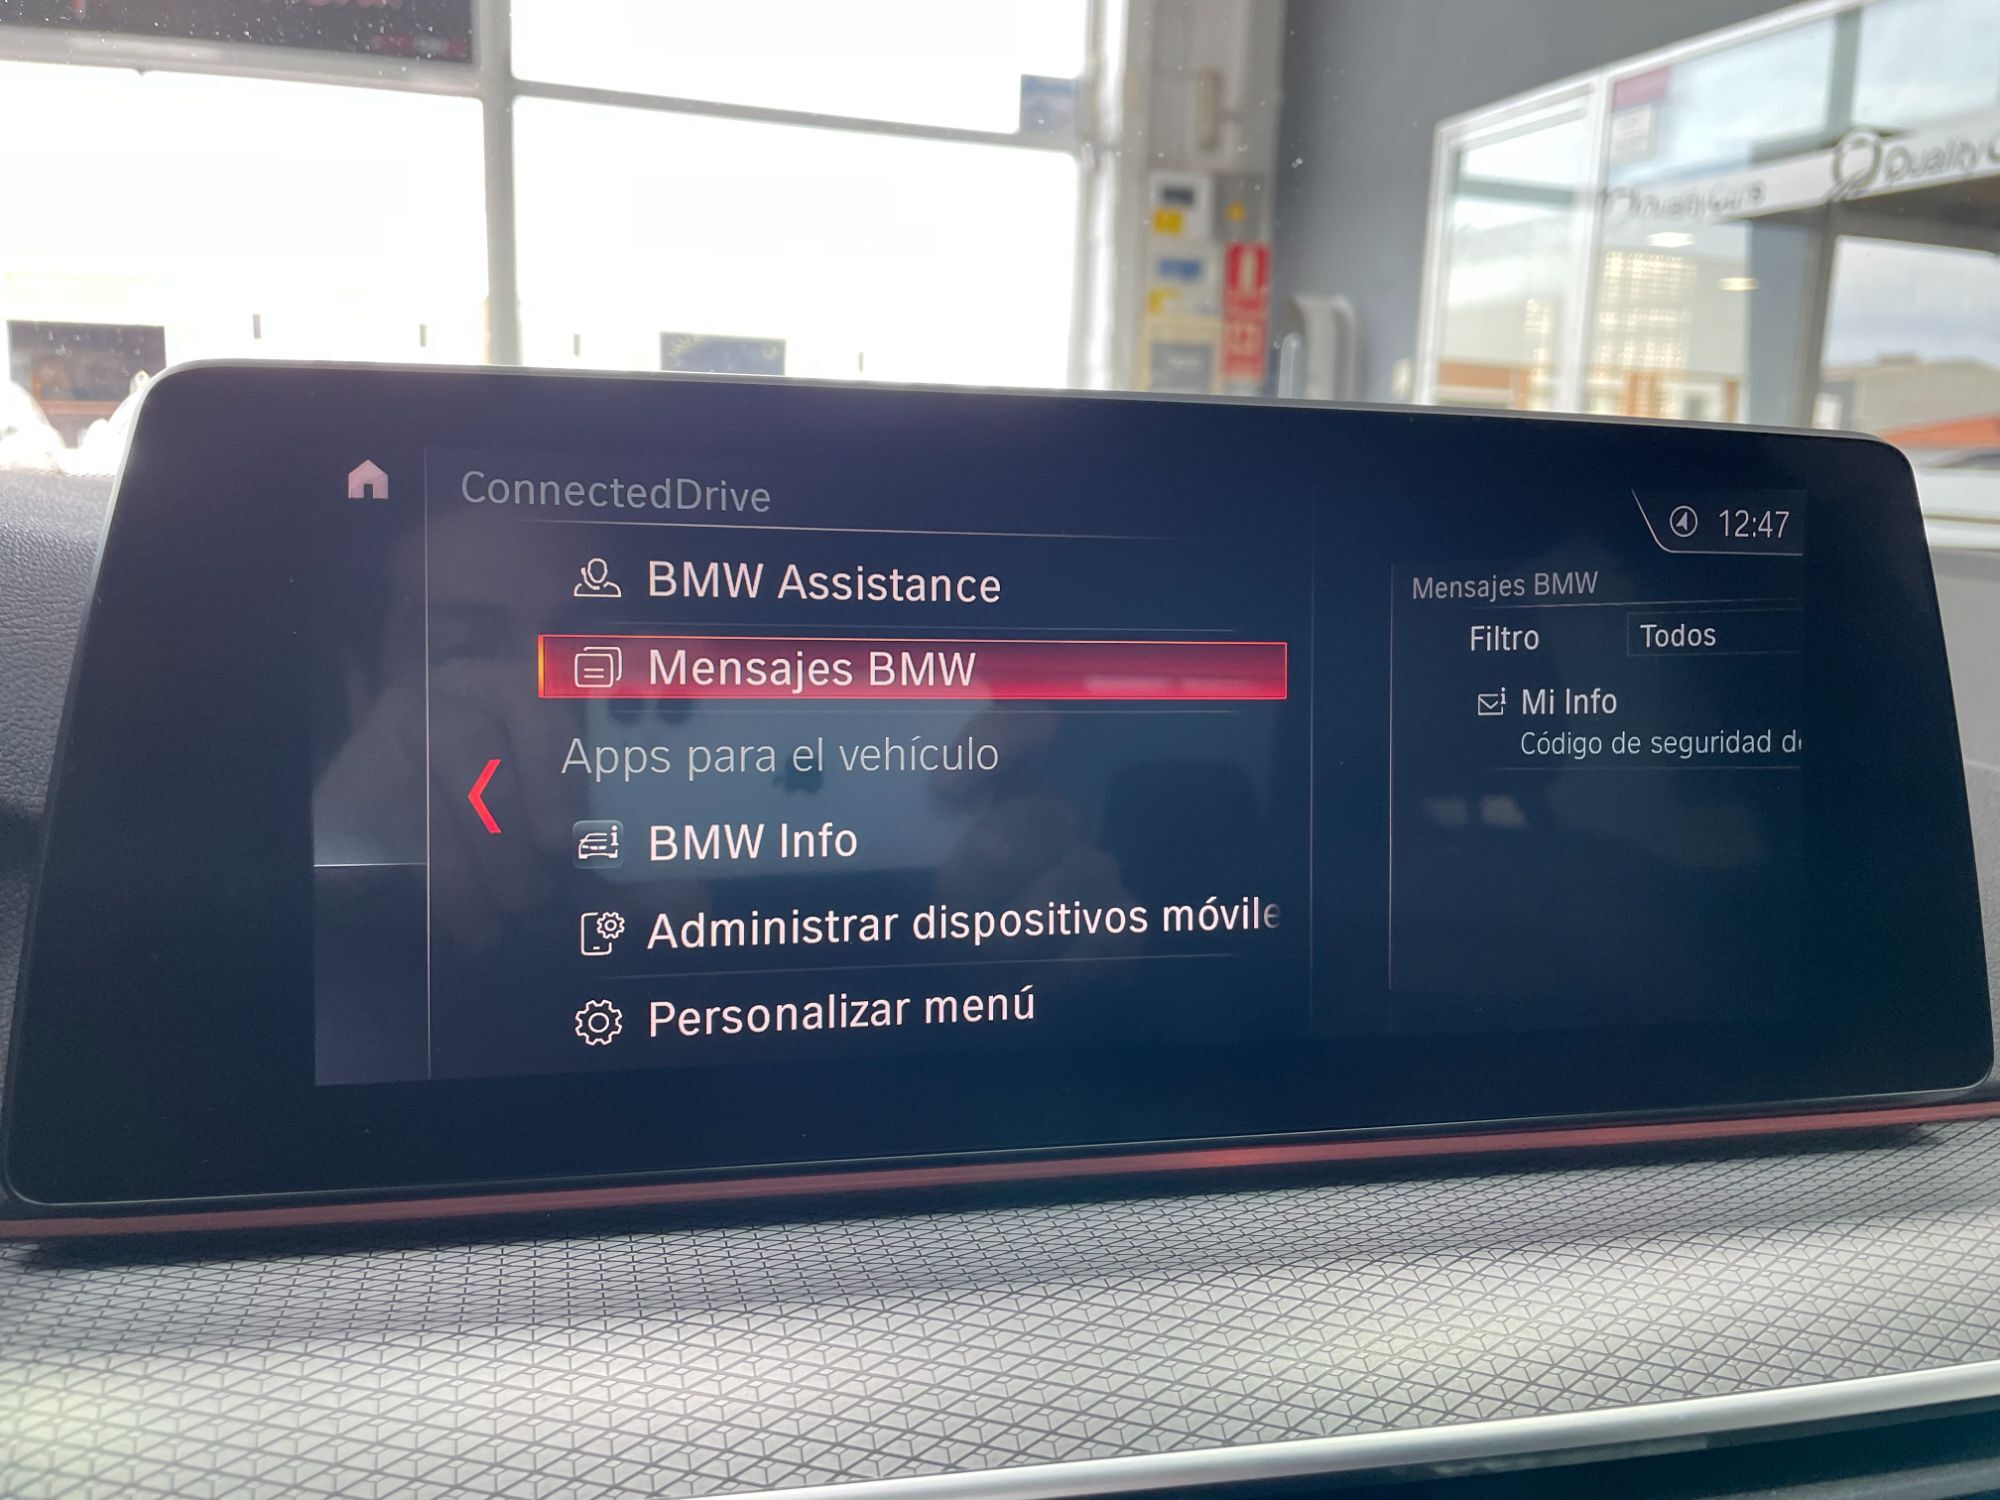 ConnectedDrive
12:47
BMW Assistance
Mensajes BMW
Apps para el vehículo
BMW Info
Administrar dispositivos móvile
Personalizar menú
Mensajes BMW
Filtro
Todos
Mi Info
Código de seguridad d
Quality